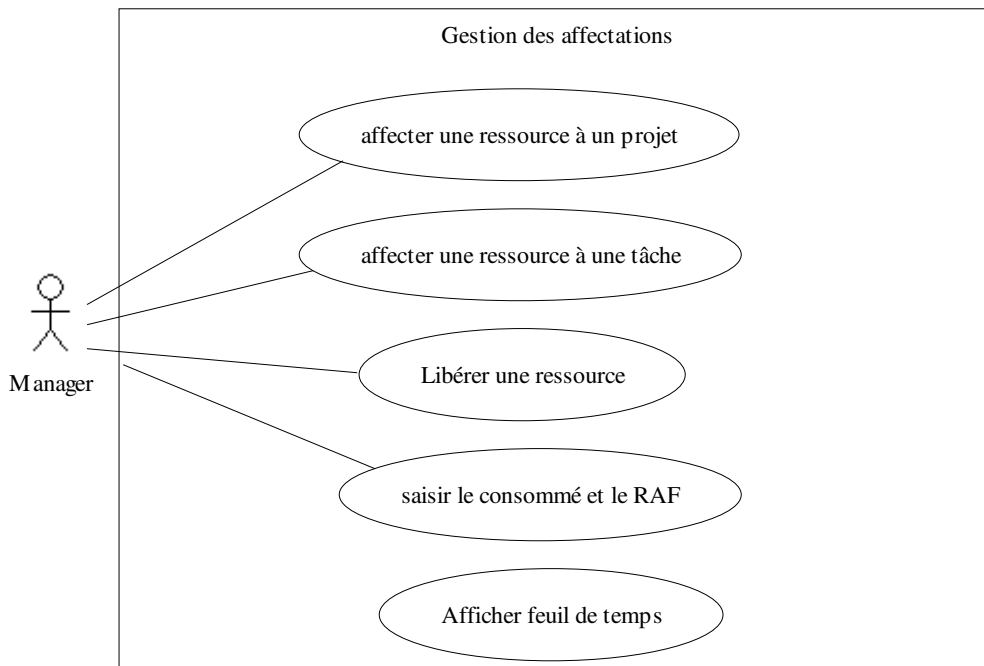 Gestion des affectations
affecter une ressource à un projet
affecter une ressource à une tâche
Libérer une ressource
Manager
saisir le consommé et le RAF
Afficher feuil de temps